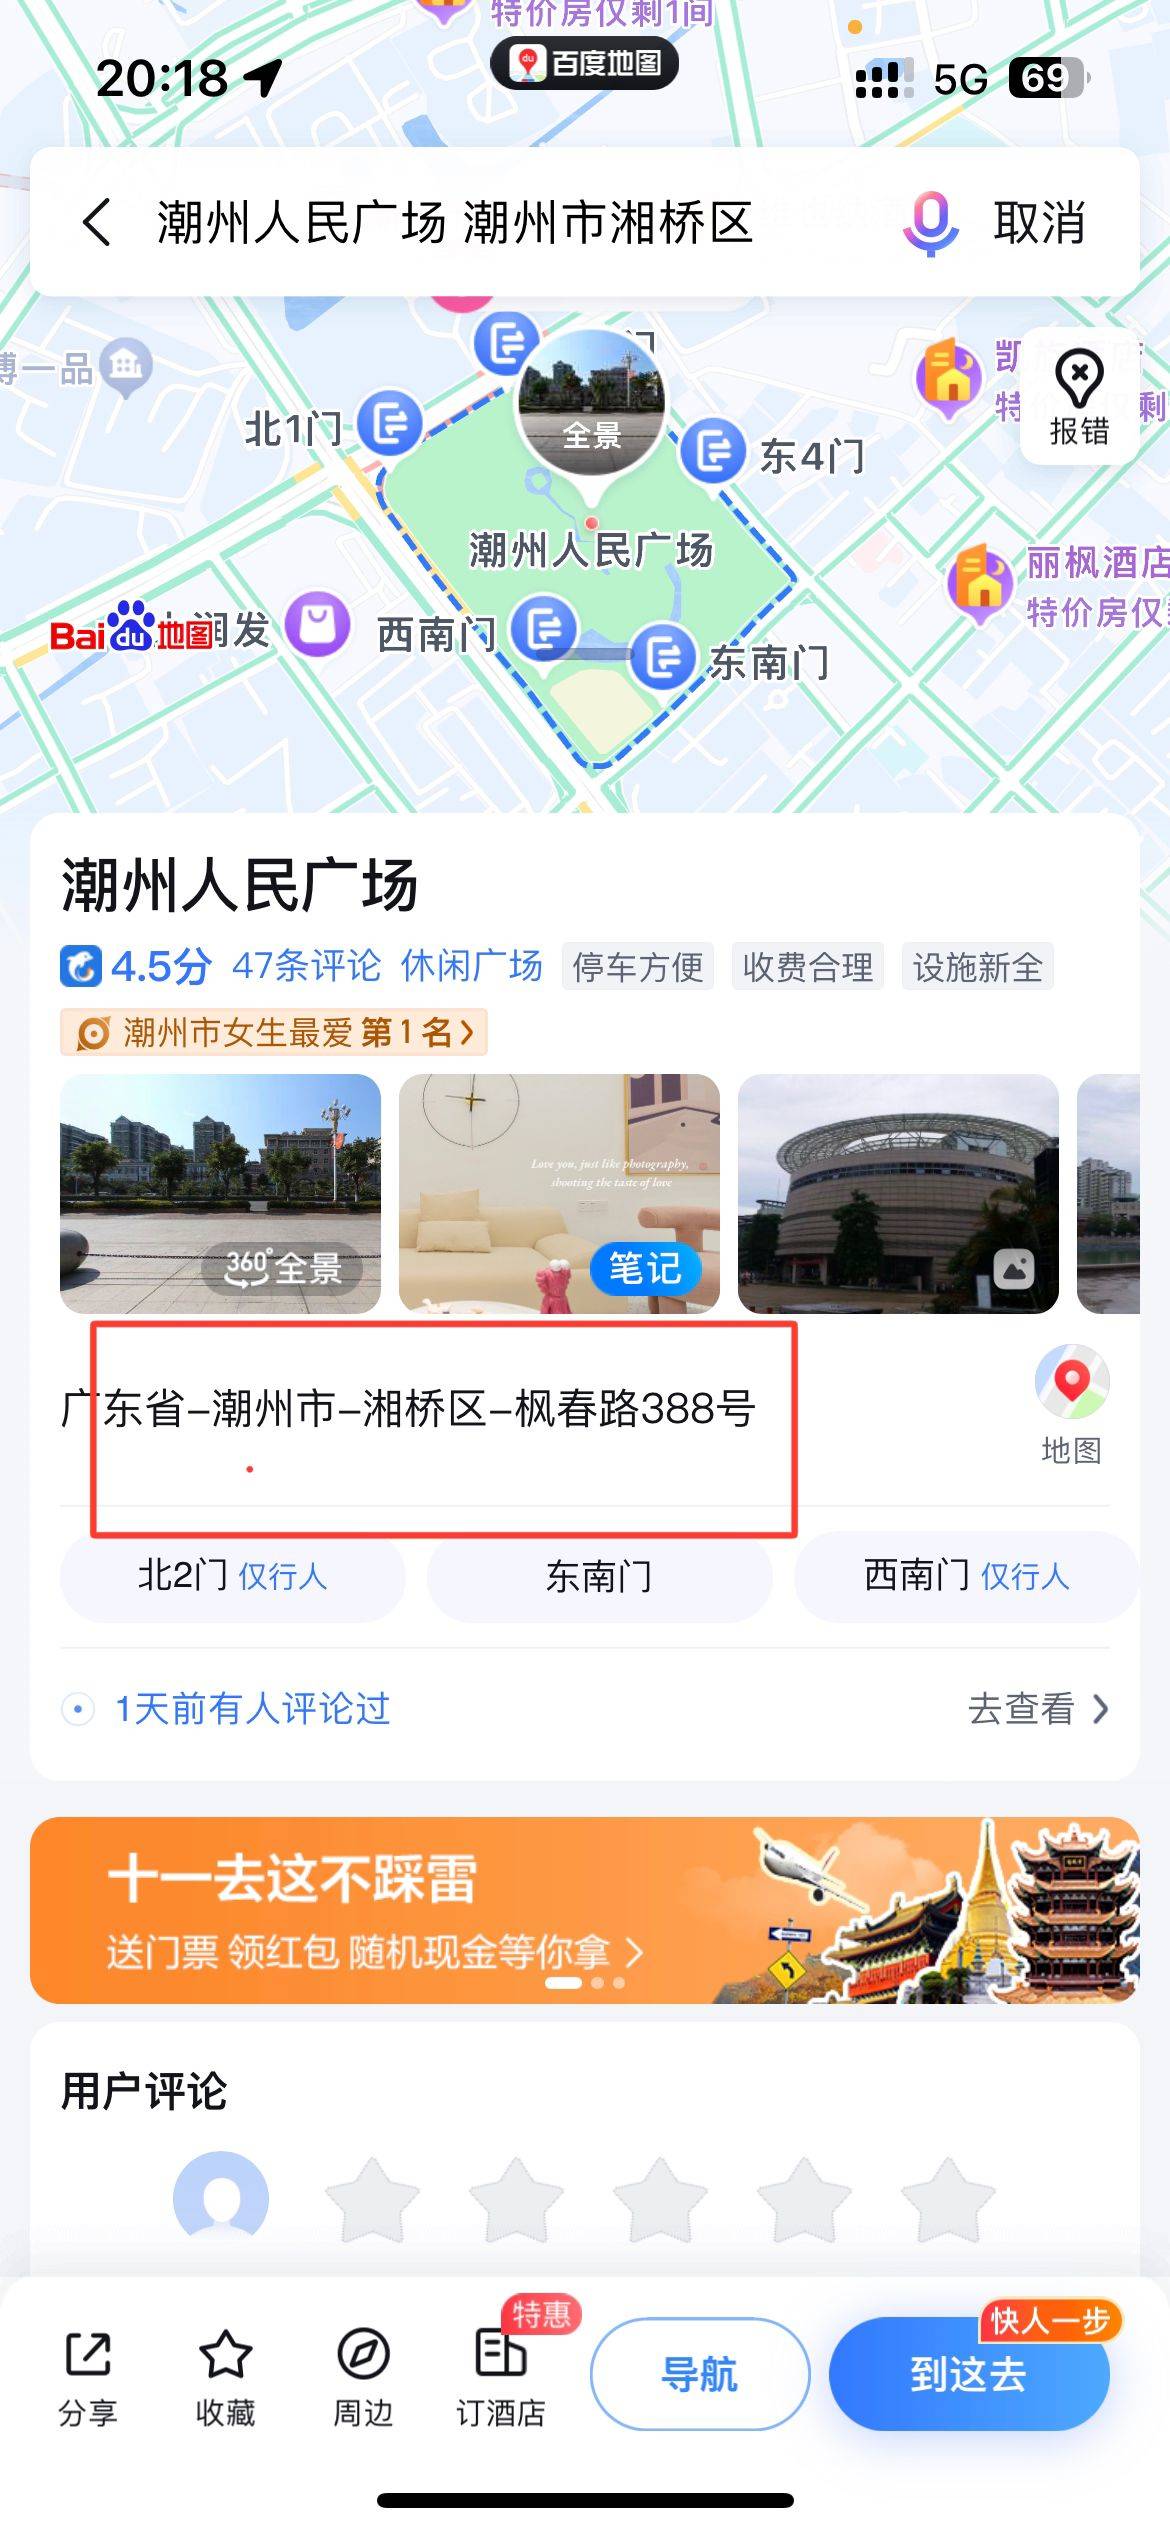 特价房仅剩1间
20:18
百度地图
5G 69
潮州人民广场 潮州市湘桥区
取消
北1门
全景
东4门
报错
潮州人民广场
丽枫酒店
特价房仅
Bai du 地图
润发
西南门
东南门
潮州人民广场
4.5分 47条评论 休闲广场 停车方便 收费合理 设施新全
潮州市女生最爱 第1名
360°全景
Love you, just like photography,
shooting the taste of love
笔记
广东省-潮州市-湘桥区-枫春路388号
地图
北2门 仅行人
东南门
西南门 仅行人
1天前有人评论过
去查看
十一去这不踩雷
送门票 领红包 随机现金等你拿
用户评论
特惠
快人一步
分享
收藏
周边
订酒店
导航
到这去